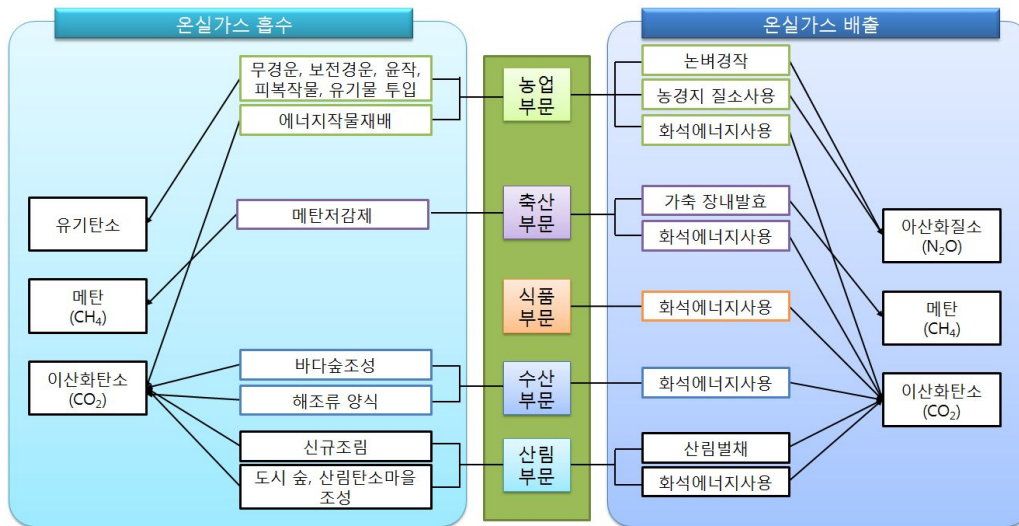 온실가스 흡수
온실가스 배출
무경운, 보전경운, 윤작,
피복작물, 유기물 투입
에너지작물재배
유기탄소
메탄저감제
메탄
(CH₄)
이산화탄소
(CO₂)
바다숲조성
해조류 양식
신규조림
도시 숲, 산림탄소마을
조성
농업
부문
축산
부문
식품
부문
수산
부문
산림
부문
논벼경작
농경지 질소사용
화석에너지사용
가축 장내발효
화석에너지사용
화석에너지사용
화석에너지사용
산림벌채
화석에너지사용
아산화질소
(N₂O)
메탄
(CH₄)
이산화탄소
(CO₂)